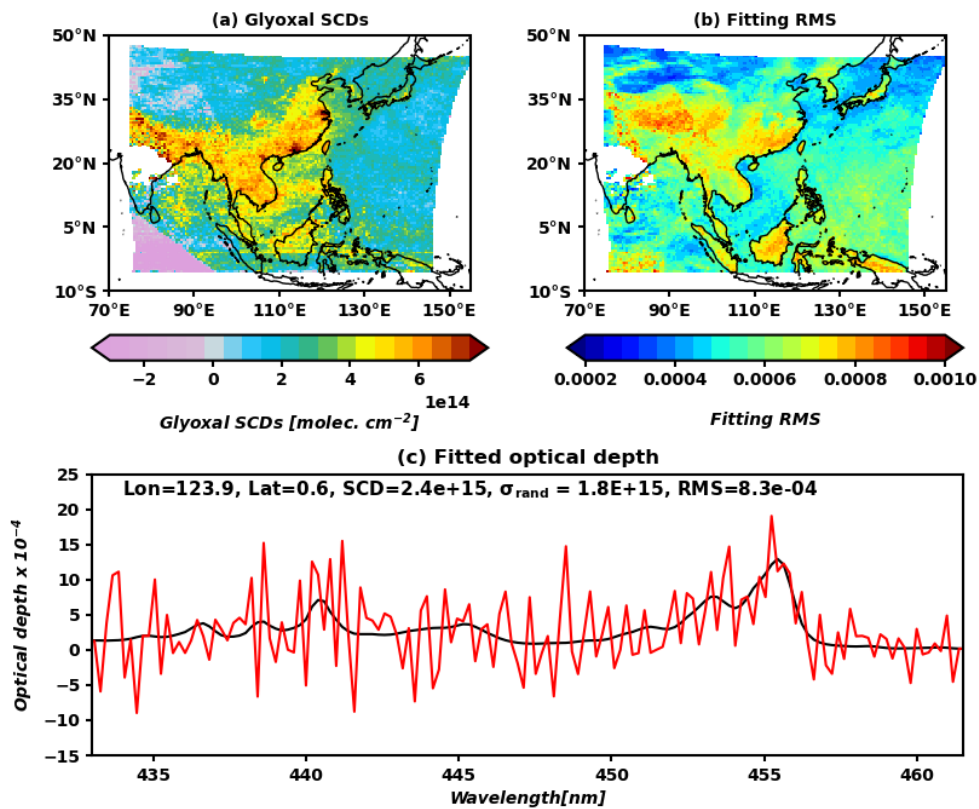 (a) Glyoxal SCDs
(b) Fitting RMS
50°N
35°N
20°N
5°N
10°S
70°E 90°E 110°E 130°E 150°E
50°N
35°N
20°N
5°N
10°S
70°E 90°E 110°E 130°E 150°E
−2 0 2 4 6
1e14
Glyoxal SCDs [molec. cm⁻²]
0.0002 0.0004 0.0006 0.0008 0.0010
Fitting RMS
(c) Fitted optical depth
Lon=123.9, Lat=0.6, SCD=2.4e+15, σrand = 1.8E+15, RMS=8.3e-04
Optical depth x 10⁻⁴
25
20
15
10
5
0
−5
−10
−15
435 440 445 450 455 460
Wavelength[nm]